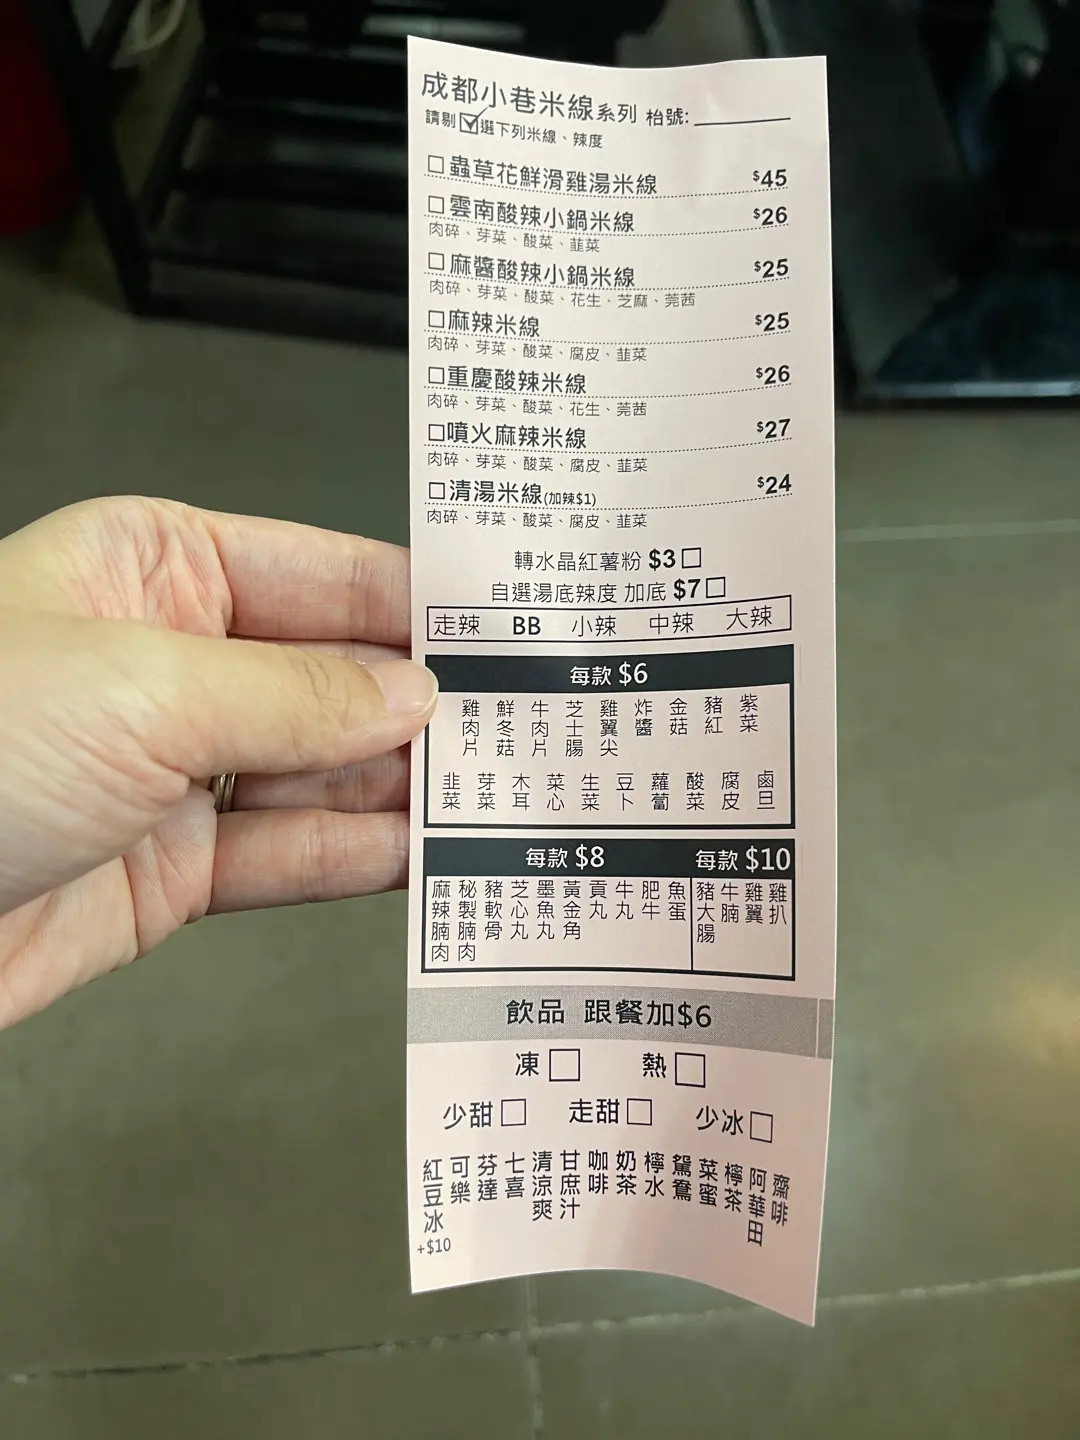 成都小巷米線系列 枱號:
請剔☑選下列米線、辣度
□蟲草花鮮滑雞湯米線 $45
□雲南酸辣小鍋米線 $26
肉碎、芽菜、酸菜、韮菜
□麻醬酸辣小鍋米線 $25
肉碎、芽菜、酸菜、花生、芝麻、莞茜
□麻辣米線 $25
肉碎、芽菜、酸菜、腐皮、韮菜
□重慶酸辣米線 $26
肉碎、芽菜、酸菜、花生、莞茜
□噴火麻辣米線 $27
肉碎、芽菜、酸菜、腐皮、韮菜
□清湯米線(加辣$1) $24
肉碎、芽菜、酸菜、腐皮、韮菜
轉水晶紅薯粉 $3□
自選湯底辣度 加底 $7□
走辣 BB 小辣 中辣 大辣
每款 $6
雞肉片 鮮冬菇 牛肉片 芝士腸 雞翼尖 炸醬 金菇 豬紅 紫菜
韮菜 芽菜 木耳 菜心 生菜 豆卜 蘿蔔 酸菜 腐皮 鹵旦
每款 $8
麻辣腩肉 秘製腩肉 豬軟骨 芝心丸 墨魚丸 黃金角 貢丸 牛丸 肥牛 魚蛋
每款 $10
豬大腸 牛腩 雞翼 雞扒
飲品 跟餐加$6
凍□ 熱□
少甜□ 走甜□ 少冰□
紅豆冰+$10 可樂 芬達 七喜 清涼爽 甘庶汁 咖啡 奶茶 檸水 鴛鴦 菜蜜 檸茶 阿華田 齋啡